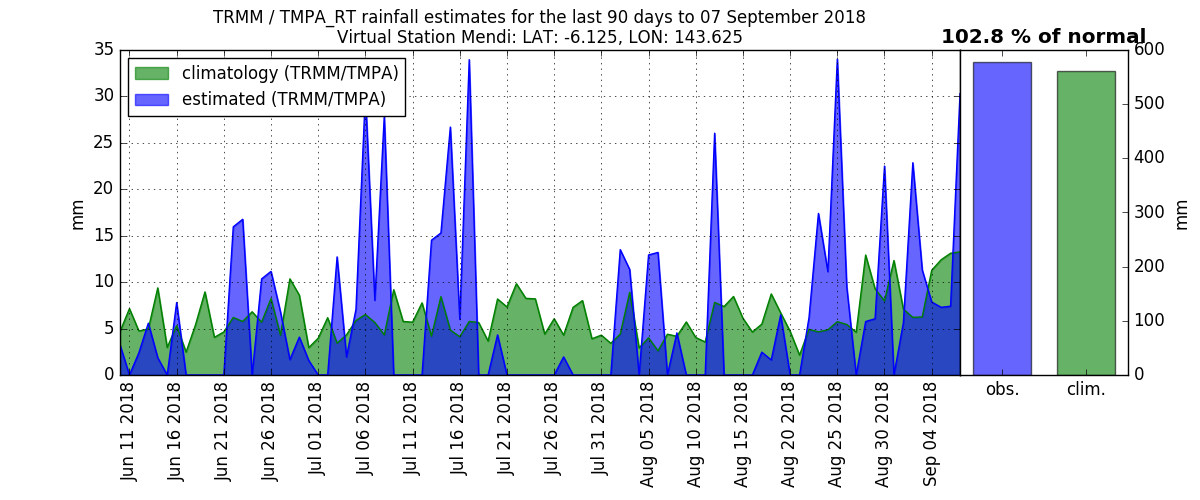 TRMM / TMPA_RT rainfall estimates for the last 90 days to 07 September 2018
Virtual Station Mendi: LAT: -6.125, LON: 143.625
102.8 % of normal
climatology (TRMM/TMPA)
estimated (TRMM/TMPA)
35
30
25
20
15
10
5
0
mm
Jun 11 2018
Jun 16 2018
Jun 21 2018
Jun 26 2018
Jul 01 2018
Jul 06 2018
Jul 11 2018
Jul 16 2018
Jul 21 2018
Jul 26 2018
Jul 31 2018
Aug 05 2018
Aug 10 2018
Aug 15 2018
Aug 20 2018
Aug 25 2018
Aug 30 2018
Sep 04 2018
obs.
clim.
600
500
400
300
200
100
0
mm